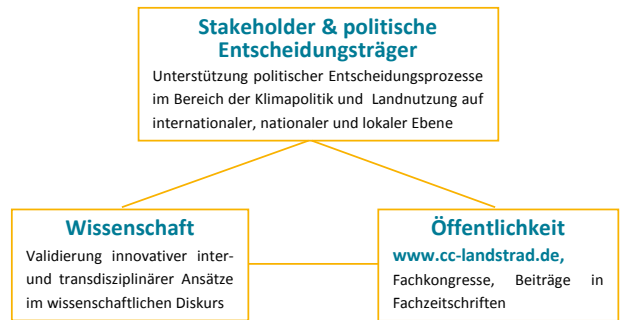 Stakeholder & politische
Entscheidungsträger
Unterstützung politischer Entscheidungsprozesse
im Bereich der Klimapolitik und Landnutzung auf
internationaler, nationaler und lokaler Ebene
Wissenschaft
Validierung innovativer inter-
und transdisziplinärer Ansätze
im wissenschaftlichen Diskurs
Öffentlichkeit
www.cc-landstrad.de,
Fachkongresse, Beiträge in
Fachzeitschriften